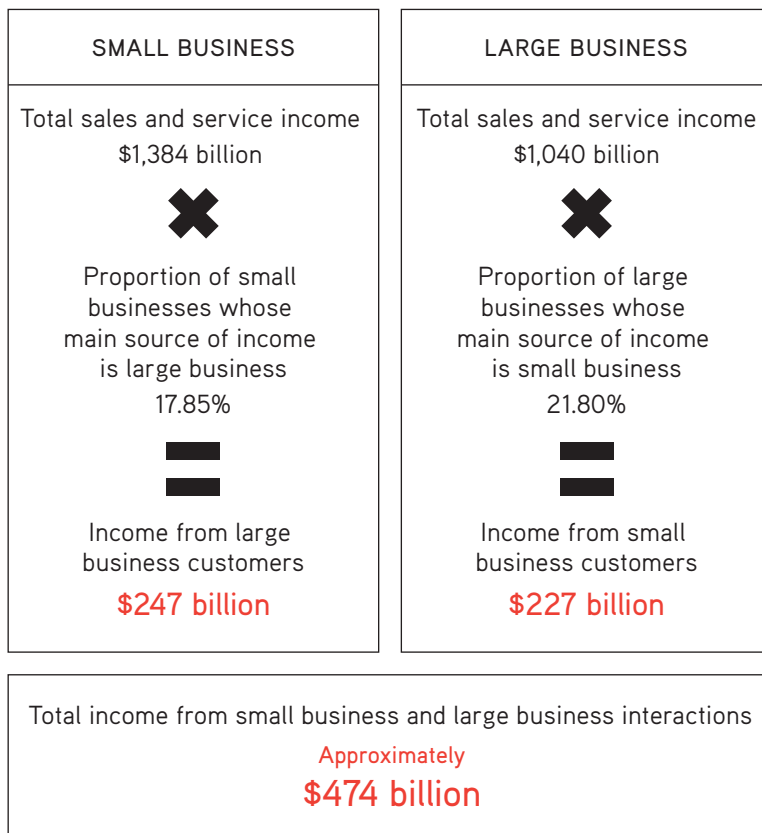 SMALL BUSINESS
Total sales and service income
$1,384 billion
Proportion of small
businesses whose
main source of income
is large business
17.85%
Income from large
business customers
$247 billion
LARGE BUSINESS
Total sales and service income
$1,040 billion
Proportion of large
businesses whose
main source of income
is small business
21.80%
Income from small
business customers
$227 billion
Total income from small business and large business interactions
Approximately
$474 billion